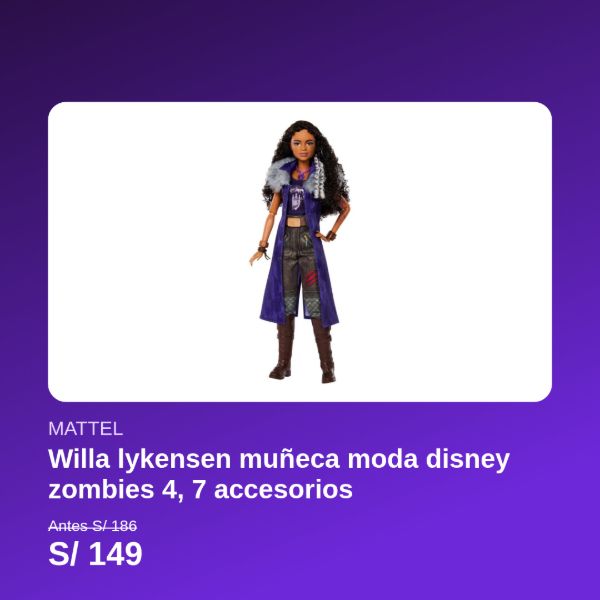 MATTEL
Willa lykensen muñeca moda disney
zombies 4, 7 accesorios
Antes S/ 186
S/ 149